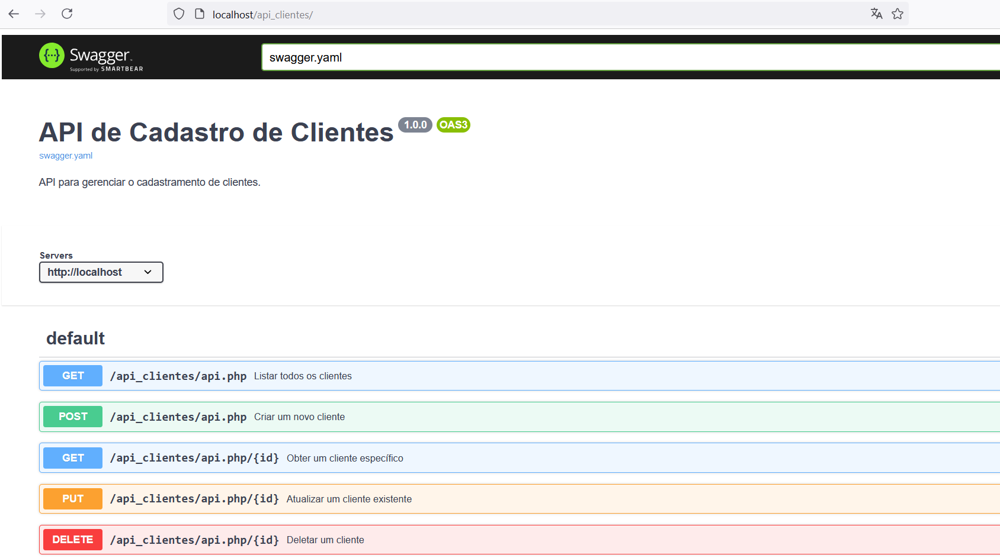 localhost/api_clientes/
{···} Swagger.
Supported by SMARTBEAR
swagger.yaml
API de Cadastro de Clientes 1.0.0 OAS3
swagger.yaml
API para gerenciar o cadastramento de clientes.
Servers
http://localhost
default
GET /api_clientes/api.php Listar todos os clientes
POST /api_clientes/api.php Criar um novo cliente
GET /api_clientes/api.php/{id} Obter um cliente específico
PUT /api_clientes/api.php/{id} Atualizar um cliente existente
DELETE /api_clientes/api.php/{id} Deletar um cliente